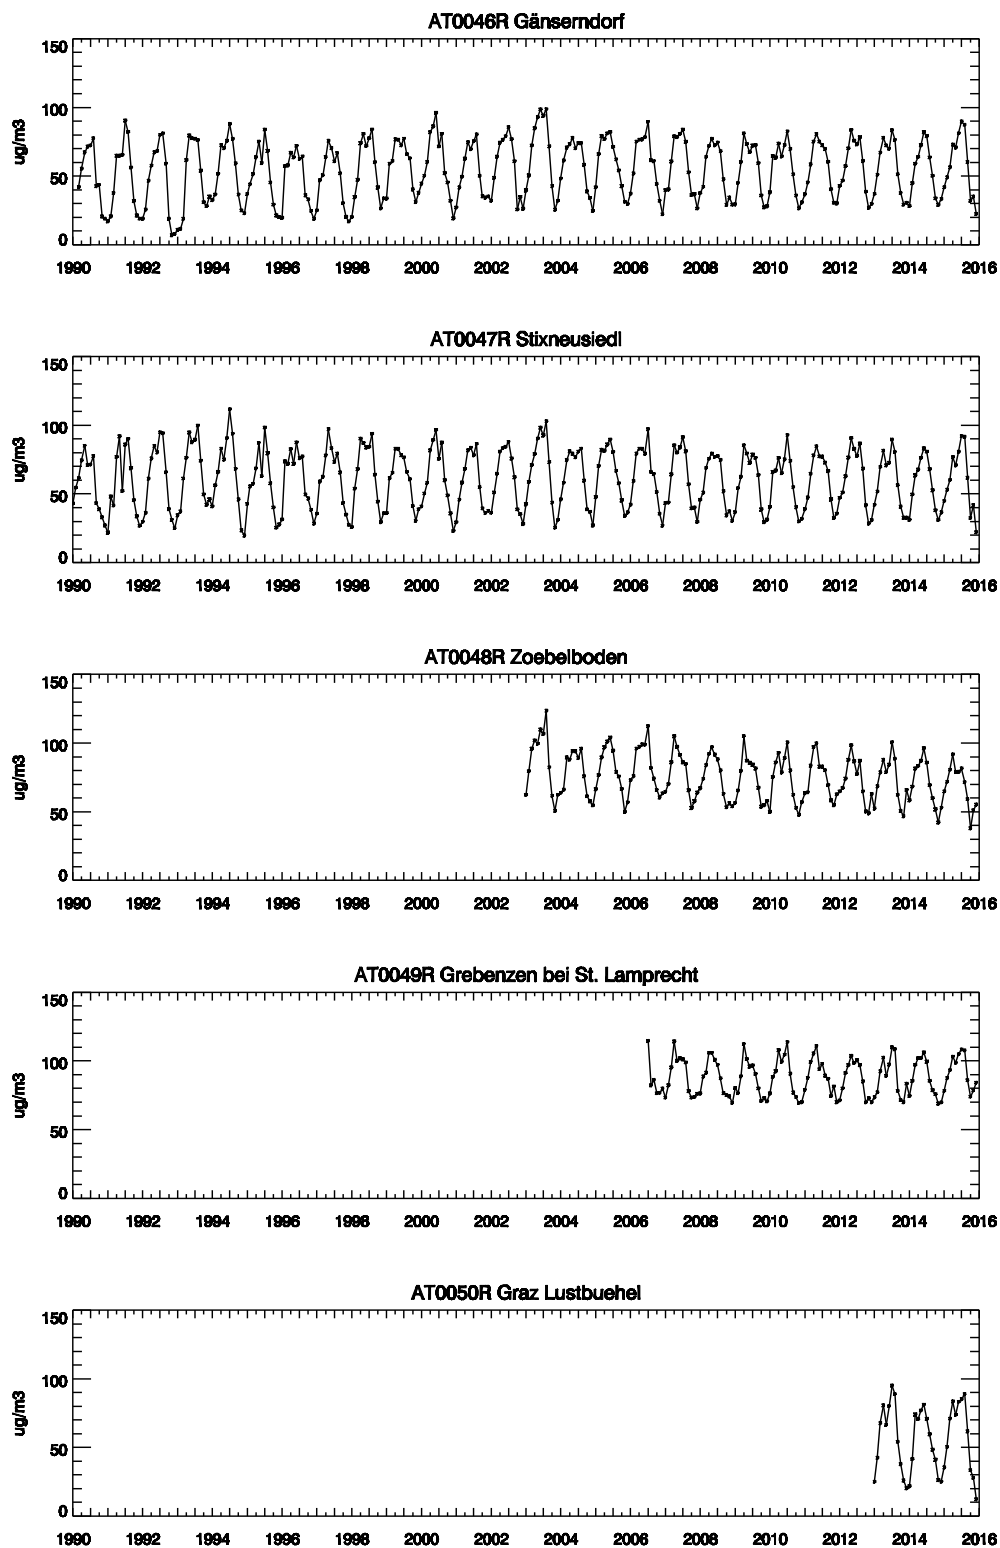 AT0046R Gänserndorf
150
100
50
0
ug/m3
1990 1992 1994 1996 1998 2000 2002 2004 2006 2008 2010 2012 2014 2016
AT0047R Stixneusiedl
150
100
50
0
ug/m3
1990 1992 1994 1996 1998 2000 2002 2004 2006 2008 2010 2012 2014 2016
AT0048R Zoebelboden
150
100
50
0
ug/m3
1990 1992 1994 1996 1998 2000 2002 2004 2006 2008 2010 2012 2014 2016
AT0049R Grebenzen bei St. Lamprecht
150
100
50
0
ug/m3
1990 1992 1994 1996 1998 2000 2002 2004 2006 2008 2010 2012 2014 2016
AT0050R Graz Lustbuehel
150
100
50
0
ug/m3
1990 1992 1994 1996 1998 2000 2002 2004 2006 2008 2010 2012 2014 2016